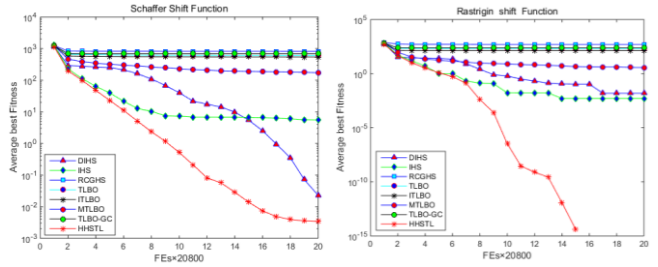 Schaffer Shift Function
Average best Fitness
10^4
10^3
10^2
10^1
10^0
10^-1
10^-2
10^-3
DIHS
IHS
RCGHS
TLBO
ITLBO
MTLBO
TLBO-GC
HHSTL
0 2 4 6 8 10 12 14 16 18 20
FEs×20800
Rastrigin shift Function
Average best Fitness
10^5
10^0
10^-5
10^-10
10^-15
DIHS
IHS
RCGHS
TLBO
ITLBO
MTLBO
TLBO-GC
HHSTL
0 2 4 6 8 10 12 14 16 18 20
FEs×20800